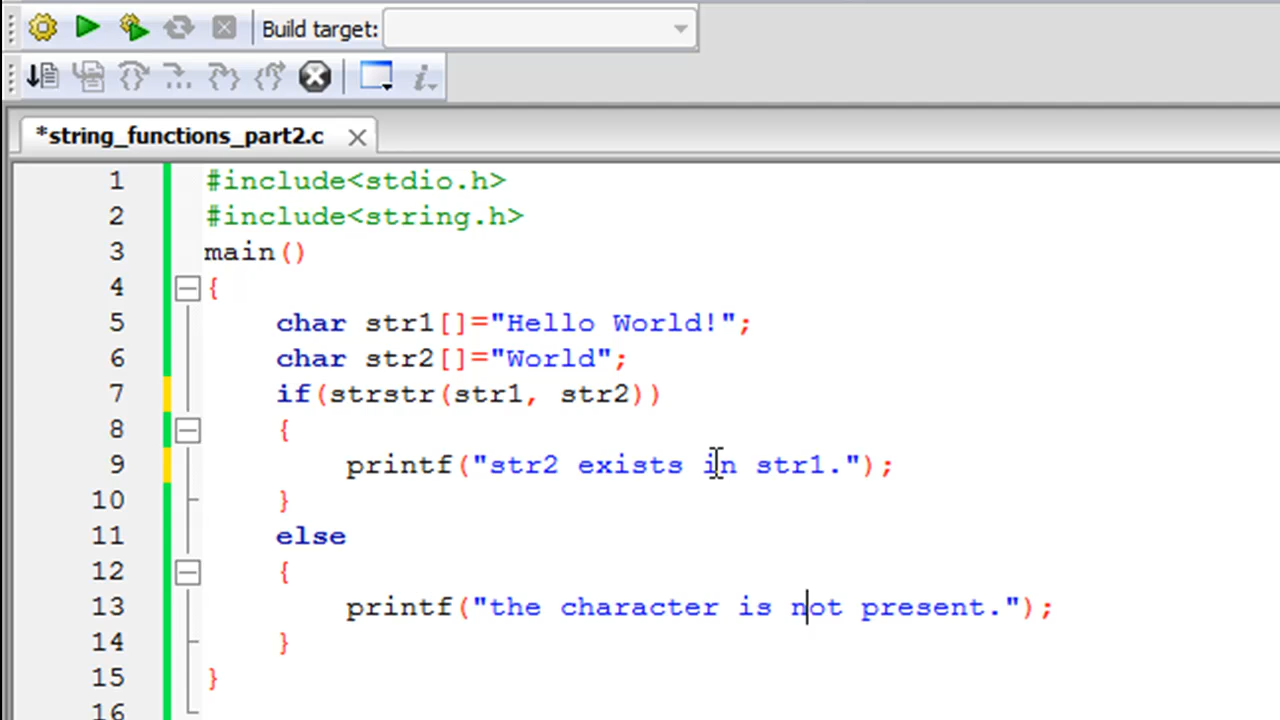 Build target:
*string_functions_part2.c
1 #include<stdio.h>
2 #include<string.h>
3 main()
4 {
5 char str1[]="Hello World!";
6 char str2[]="World";
7 if(strstr(str1, str2))
8 {
9 printf("str2 exists in str1.");
10 }
11 else
12 {
13 printf("the character is not present.");
14 }
15 }
16